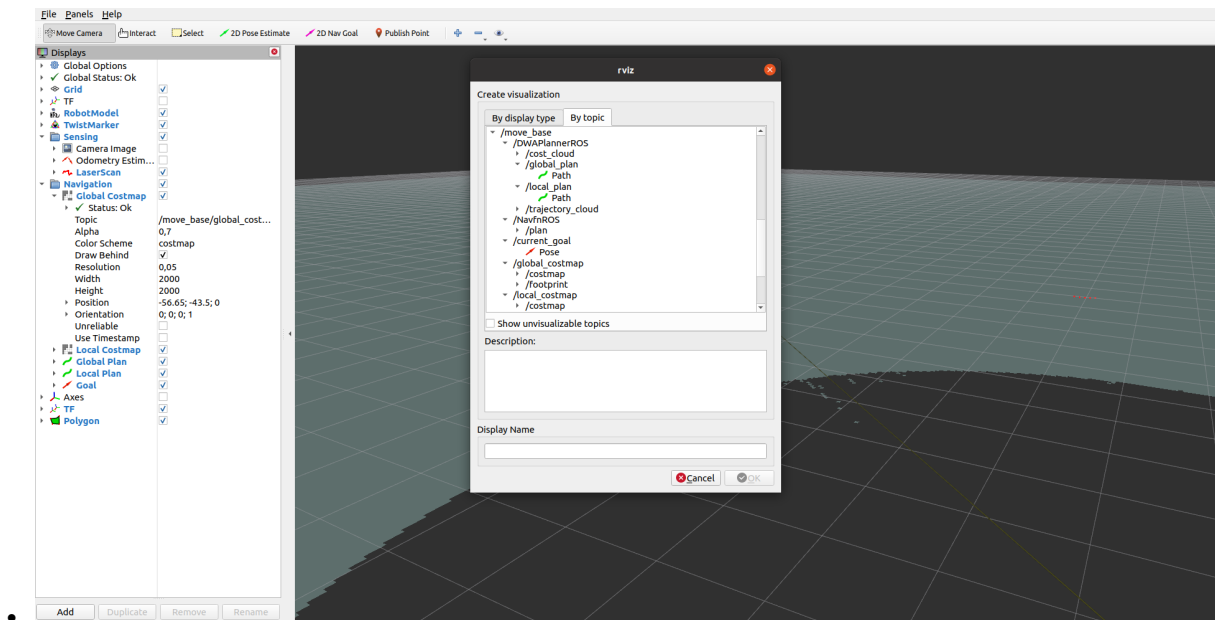 File Panels Help
Move Camera Interact Select 2D Pose Estimate 2D Nav Goal Publish Point
Displays
Global Options
Global Status: Ok
Grid
TF
RobotModel
TwistMarker
Sensing
Camera Image
Odometry Estim...
LaserScan
Navigation
Global Costmap
Status: Ok
Topic /move_base/global_cost...
Alpha 0,7
Color Scheme costmap
Draw Behind
Resolution 0,05
Width 2000
Height 2000
Position -56.65; -43.5; 0
Orientation 0; 0; 0; 1
Unreliable
Use Timestamp
Local Costmap
Global Plan
Local Plan
Goal
Axes
TF
Polygon
Add Duplicate Remove Rename
rviz
Create visualization
By display type By topic
/move_base
/DWAPlannerROS
/cost_cloud
/global_plan
Path
/local_plan
Path
/trajectory_cloud
/NavfnROS
/plan
/current_goal
Pose
/global_costmap
/costmap
/footprint
/local_costmap
/costmap
Show unvisualizable topics
Description:
Display Name
Cancel OK